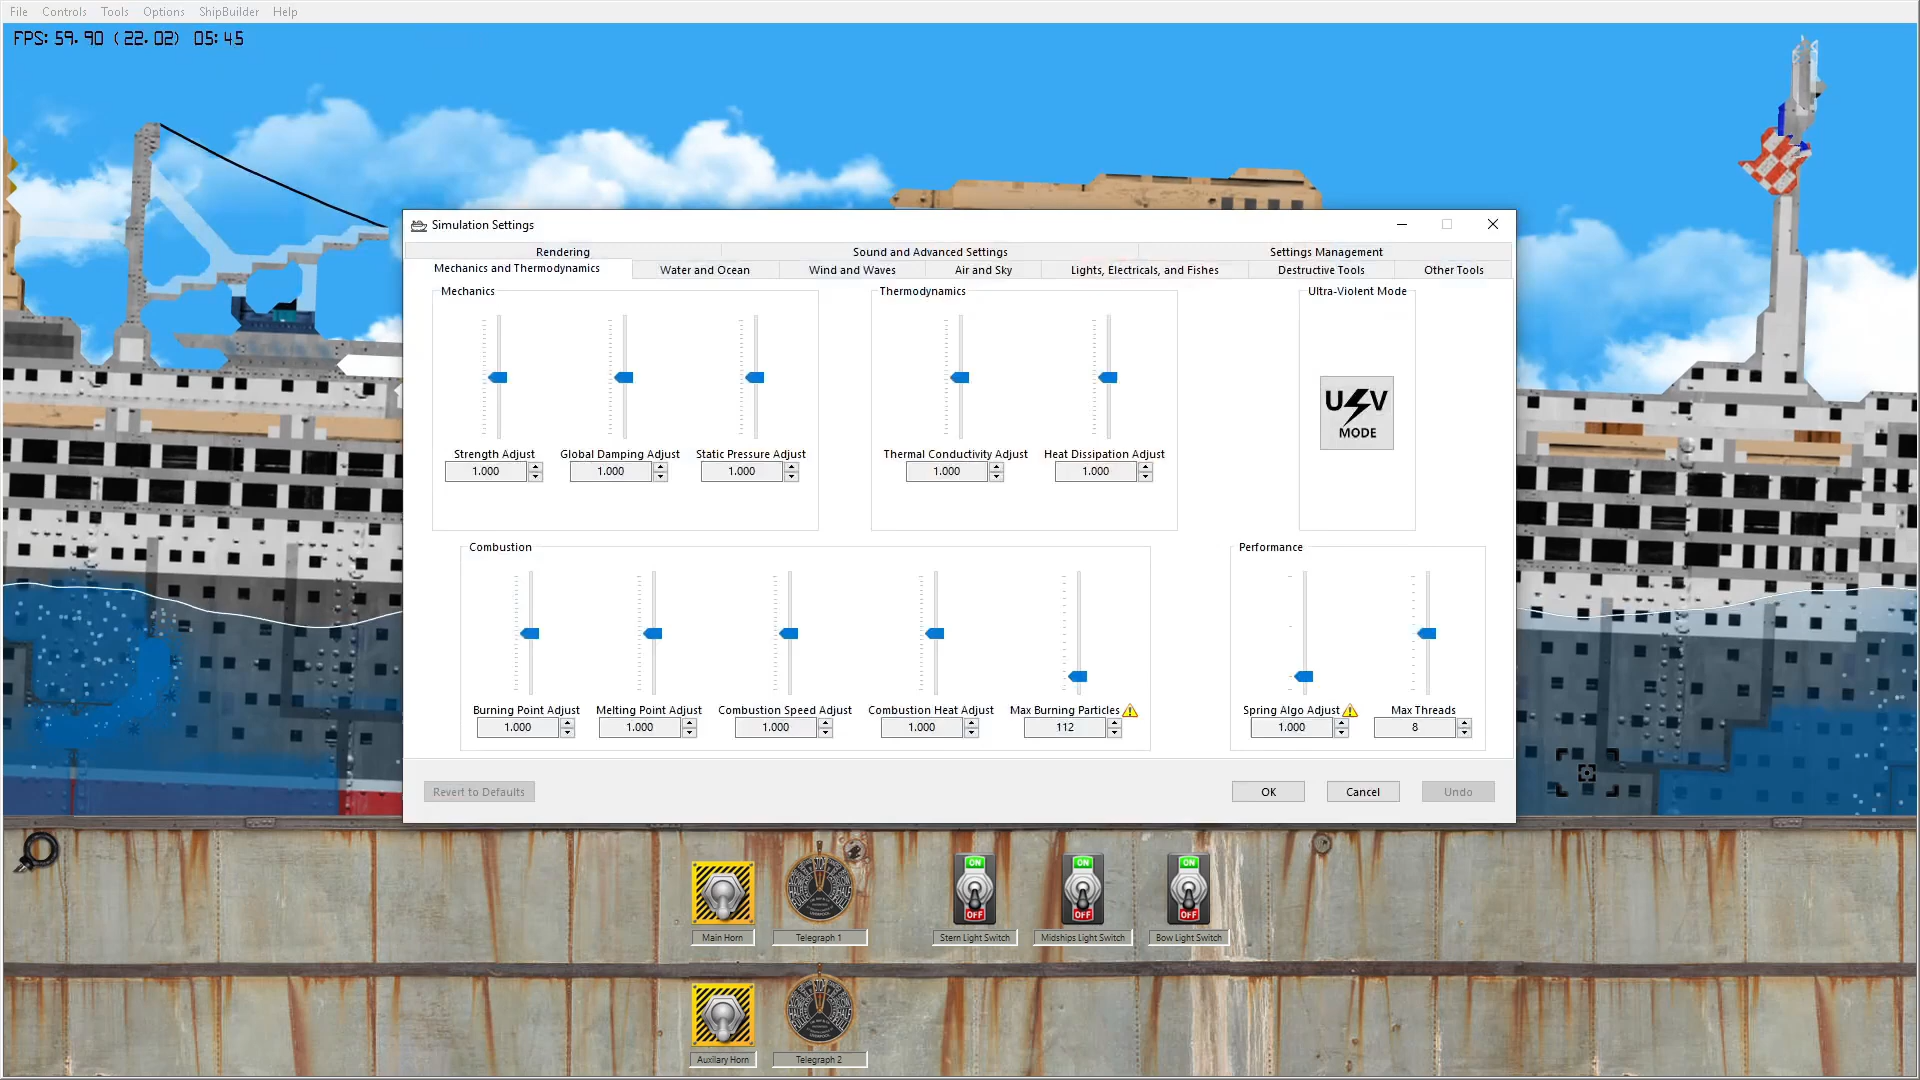 File Controls Tools Options ShipBuilder Help
FPS: 59.90 (22.02) 05:45
Simulation Settings
Rendering Sound and Advanced Settings Settings Management
Mechanics and Thermodynamics Water and Ocean Wind and Waves Air and Sky Lights, Electricals, and Fishes Destructive Tools Other Tools
Mechanics Thermodynamics Ultra-Violent Mode
U V
MODE
Strength Adjust Global Damping Adjust Static Pressure Adjust Thermal Conductivity Adjust Heat Dissipation Adjust
1.000 1.000 1.000 1.000 1.000
Combustion Performance
Burning Point Adjust Melting Point Adjust Combustion Speed Adjust Combustion Heat Adjust Max Burning Particles Spring Algo Adjust Max Threads
1.000 1.000 1.000 1.000 112 1.000 8
Revert to Defaults OK Cancel Undo
ON ON ON
OFF OFF OFF
Main Horn Telegraph 1 Stern Light Switch Midships Light Switch Bow Light Switch
Auxilary Horn Telegraph 2